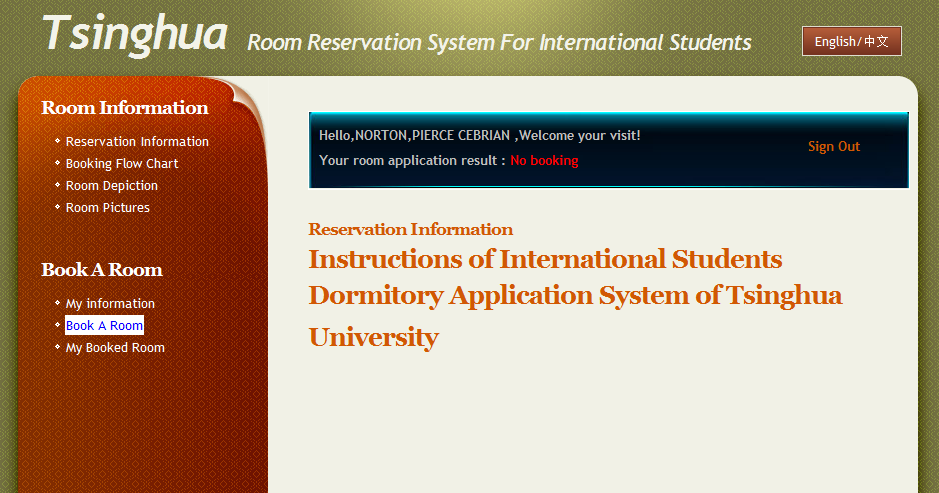 Tsinghua Room Reservation System For International Students
English/中文
Room Information
Reservation Information
Booking Flow Chart
Room Depiction
Room Pictures
Book A Room
My information
Book A Room
My Booked Room
Hello,NORTON,PIERCE CEBRIAN ,Welcome your visit!
Your room application result : No booking
Sign Out
Reservation Information
Instructions of International Students
Dormitory Application System of Tsinghua
University